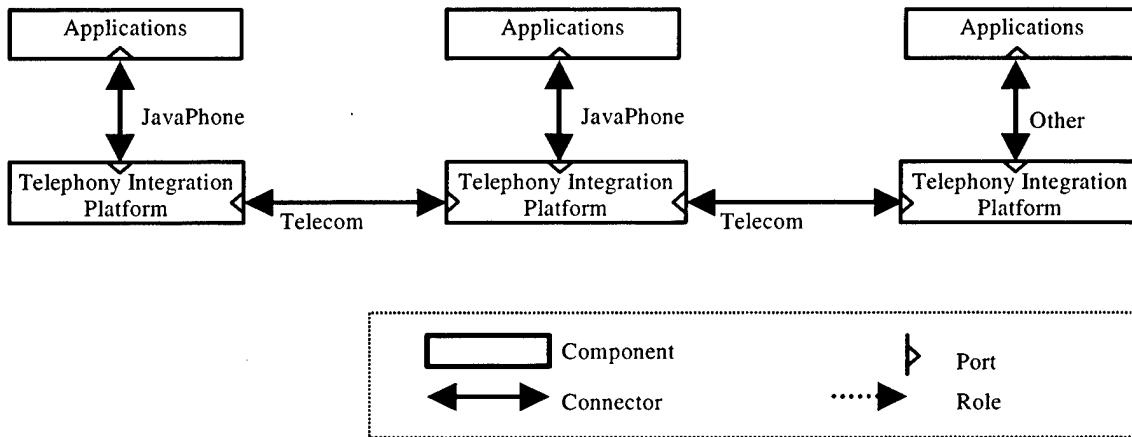 Applications
Applications
Applications
JavaPhone
JavaPhone
Other
Telephony Integration
Platform
Telephony Integration
Platform
Telephony Integration
Platform
Telecom
Telecom
Component
Port
Connector
Role